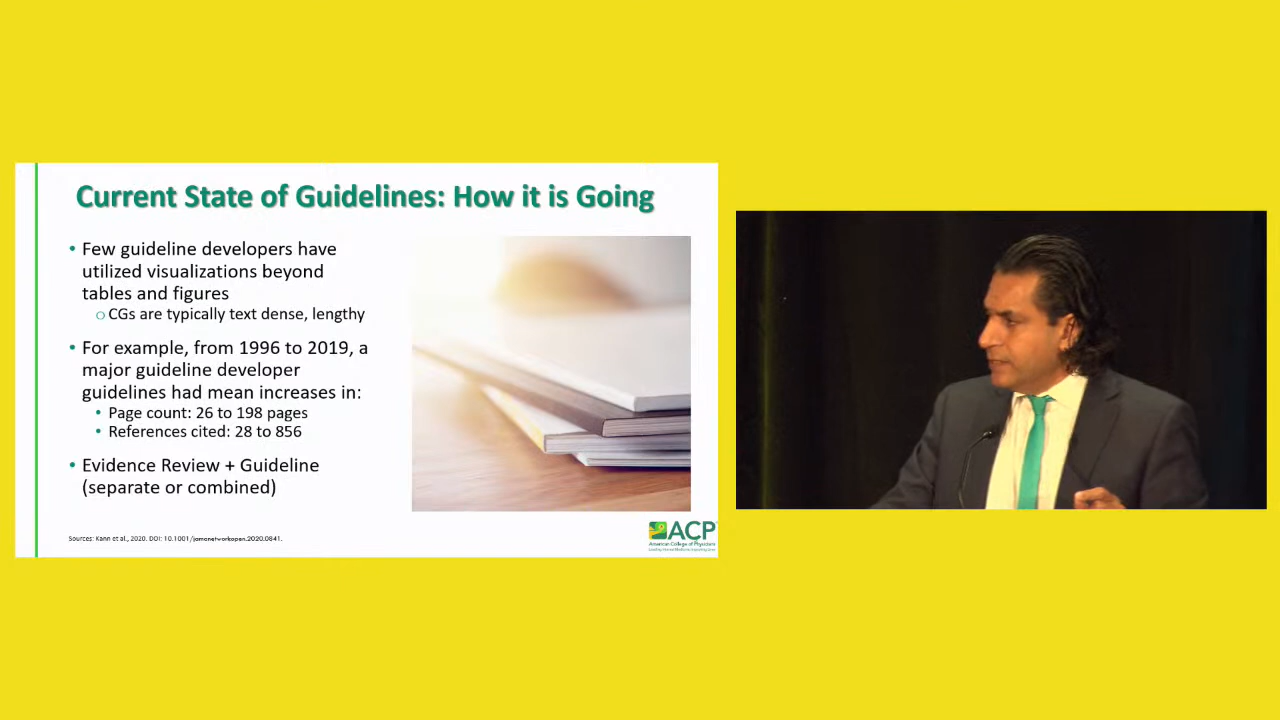 Current State of Guidelines: How it is Going
• Few guideline developers have
utilized visualizations beyond
tables and figures
○ CGs are typically text dense, lengthy
• For example, from 1996 to 2019, a
major guideline developer
guidelines had mean increases in:
• Page count: 26 to 198 pages
• References cited: 28 to 856
• Evidence Review + Guideline
(separate or combined)
Sources: Kann et al., 2020. DOI: 10.1001/jamanetworkopen.2020.0841.
ACP
American College of Physicians